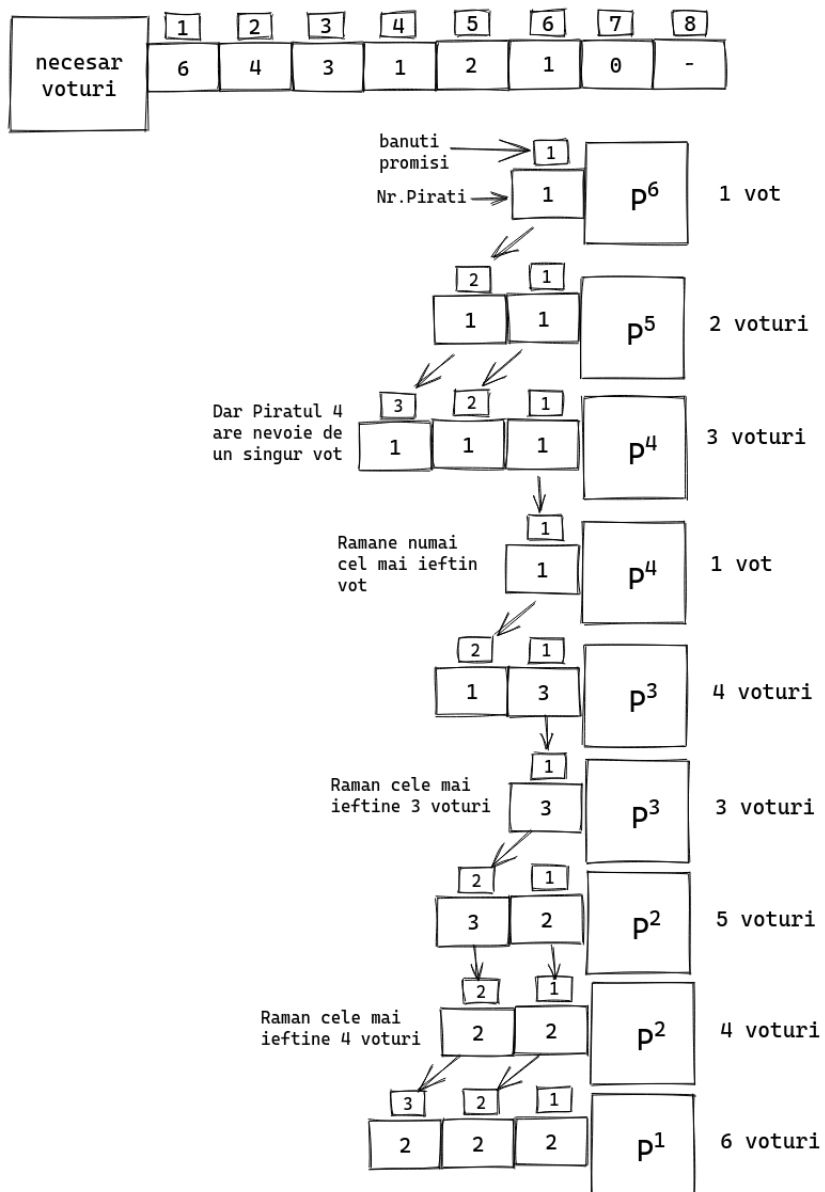 1 2 3 4 5 6 7 8
necesar
voturi
6 4 3 1 2 1 0 -
banuti
promisi
1
Nr.Pirati
1
P⁶
1 vot
2 1
1 1
P⁵
2 voturi
3 2 1
Dar Piratul 4
are nevoie de
un singur vot
1 1 1
P⁴
3 voturi
1
Ramane numai
cel mai ieftin
vot
1
P⁴
1 vot
2 1
1 3
P³
4 voturi
1
Raman cele mai
ieftine 3 voturi
3
P³
3 voturi
2 1
3 2
P²
5 voturi
2 1
Raman cele mai
ieftine 4 voturi
2 2
P²
4 voturi
3 2 1
2 2 2
P¹
6 voturi